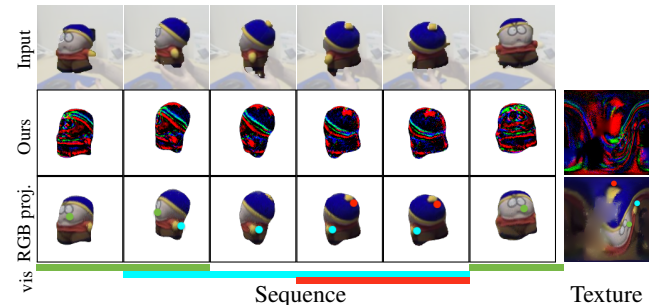 Input
Ours
RGB proj.
vis
Sequence
Texture